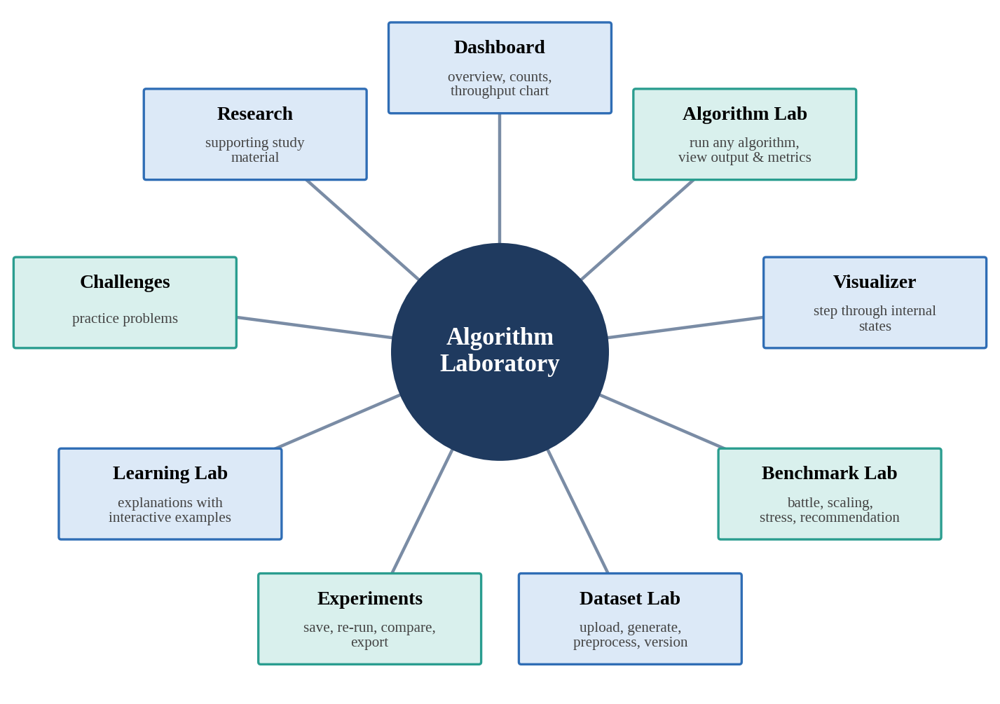 Dashboard
overview, counts,
throughput chart
Research
supporting study
material
Algorithm Lab
run any algorithm,
view output & metrics
Challenges
practice problems
Visualizer
step through internal
states
Algorithm
Laboratory
Learning Lab
explanations with
interactive examples
Benchmark Lab
battle, scaling,
stress, recommendation
Experiments
save, re-run, compare,
export
Dataset Lab
upload, generate,
preprocess, version